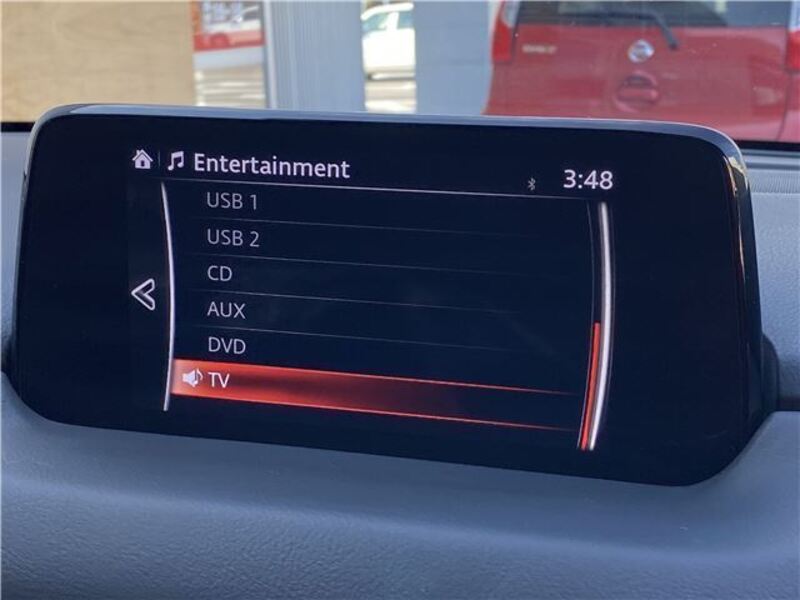 Entertainment
3:48
USB 1
USB 2
CD
AUX
DVD
TV